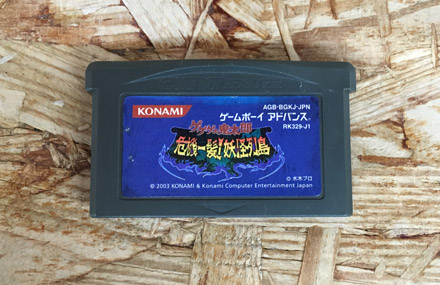 KONAMI
AGB-BGKJ-JPN
ゲームボーイ アドバンス
RK329-J1
ゲゲゲの鬼太郎
危機一髪!妖怪列島
© 水木プロ
© 2003 KONAMI & Konami Computer Entertainment Japan